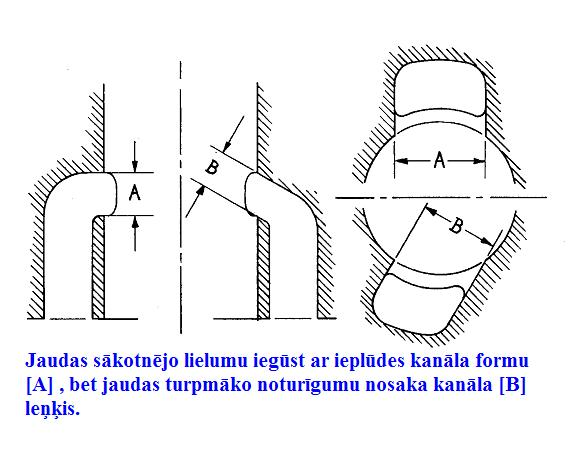 A
B
A
B
Jaudas sākotnējo lielumu iegūst ar ieplūdes kanāla formu
[A] , bet jaudas turpmāko noturīgumu nosaka kanāla [B]
leņķis.